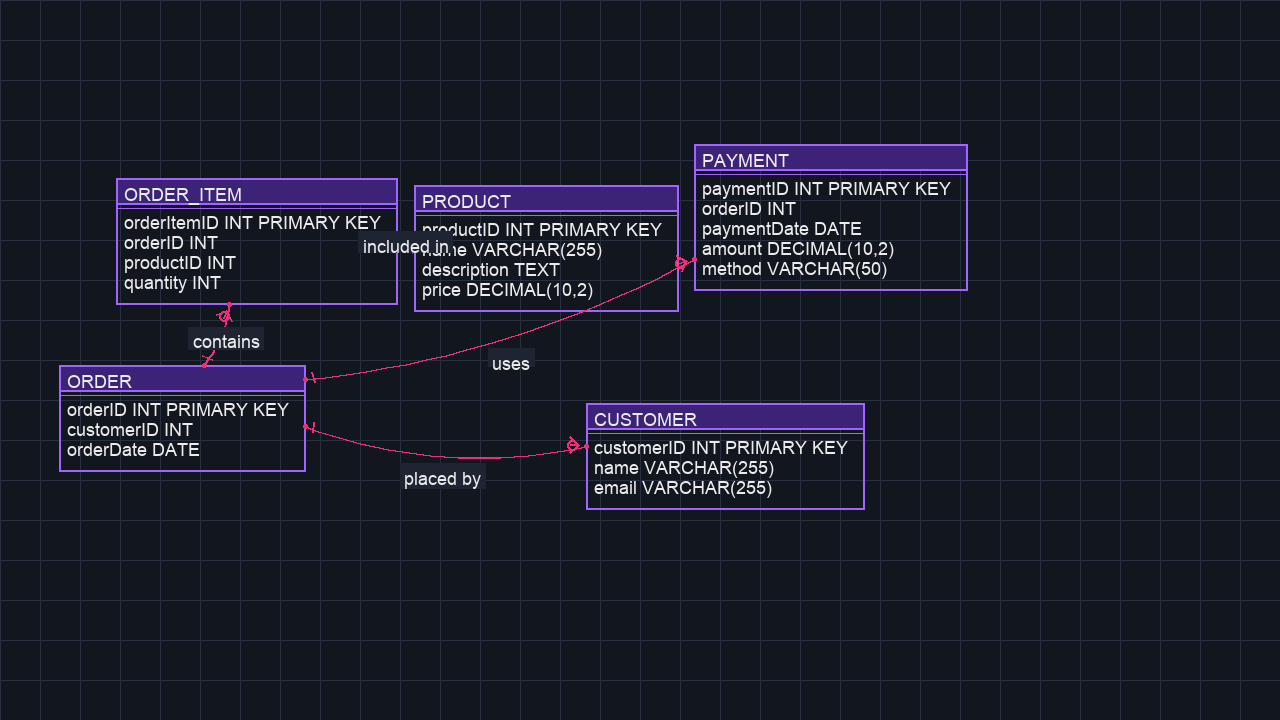 ORDER_ITEM
orderItemID INT PRIMARY KEY
orderID INT
productID INT
quantity INT
included in
PRODUCT
productID INT PRIMARY KEY
name VARCHAR(255)
description TEXT
price DECIMAL(10,2)
PAYMENT
paymentID INT PRIMARY KEY
orderID INT
paymentDate DATE
amount DECIMAL(10,2)
method VARCHAR(50)
contains
uses
ORDER
orderID INT PRIMARY KEY
customerID INT
orderDate DATE
placed by
CUSTOMER
customerID INT PRIMARY KEY
name VARCHAR(255)
email VARCHAR(255)